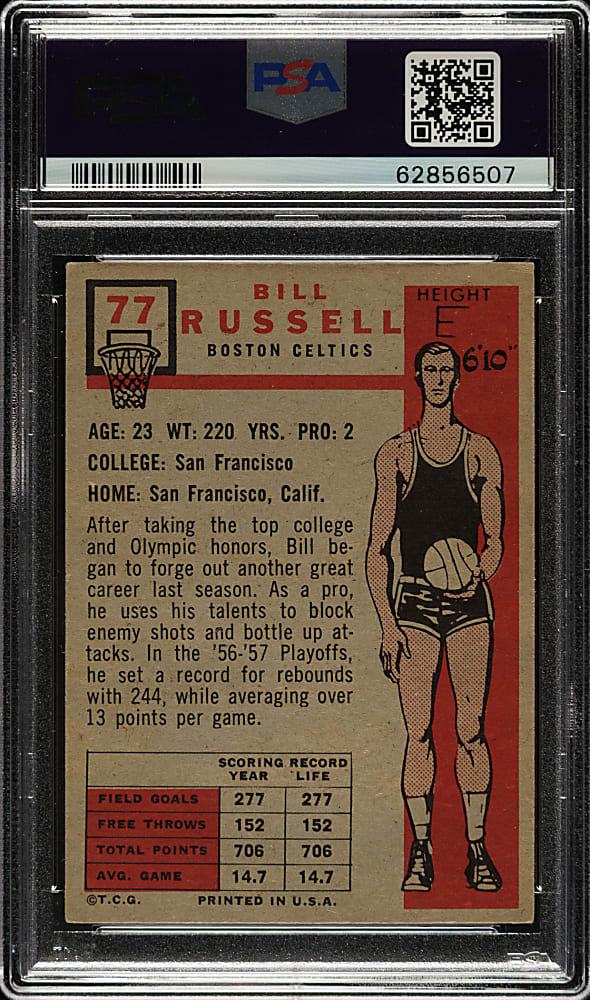 PSA
PSA
62856507
77
BILL
RUSSELL
BOSTON CELTICS
HEIGHT
E
6'10"
AGE: 23 WT: 220 YRS. PRO: 2
COLLEGE: San Francisco
HOME: San Francisco, Calif.
After taking the top college
and Olympic honors, Bill be-
gan to forge out another great
career last season. As a pro,
he uses his talents to block
enemy shots and bottle up at-
tacks. In the '56-'57 Playoffs,
he set a record for rebounds
with 244, while averaging over
13 points per game.
SCORING RECORD
YEAR LIFE
FIELD GOALS 277 277
FREE THROWS 152 152
TOTAL POINTS 706 706
AVG. GAME 14.7 14.7
©T.C.G. PRINTED IN U.S.A.
PSA